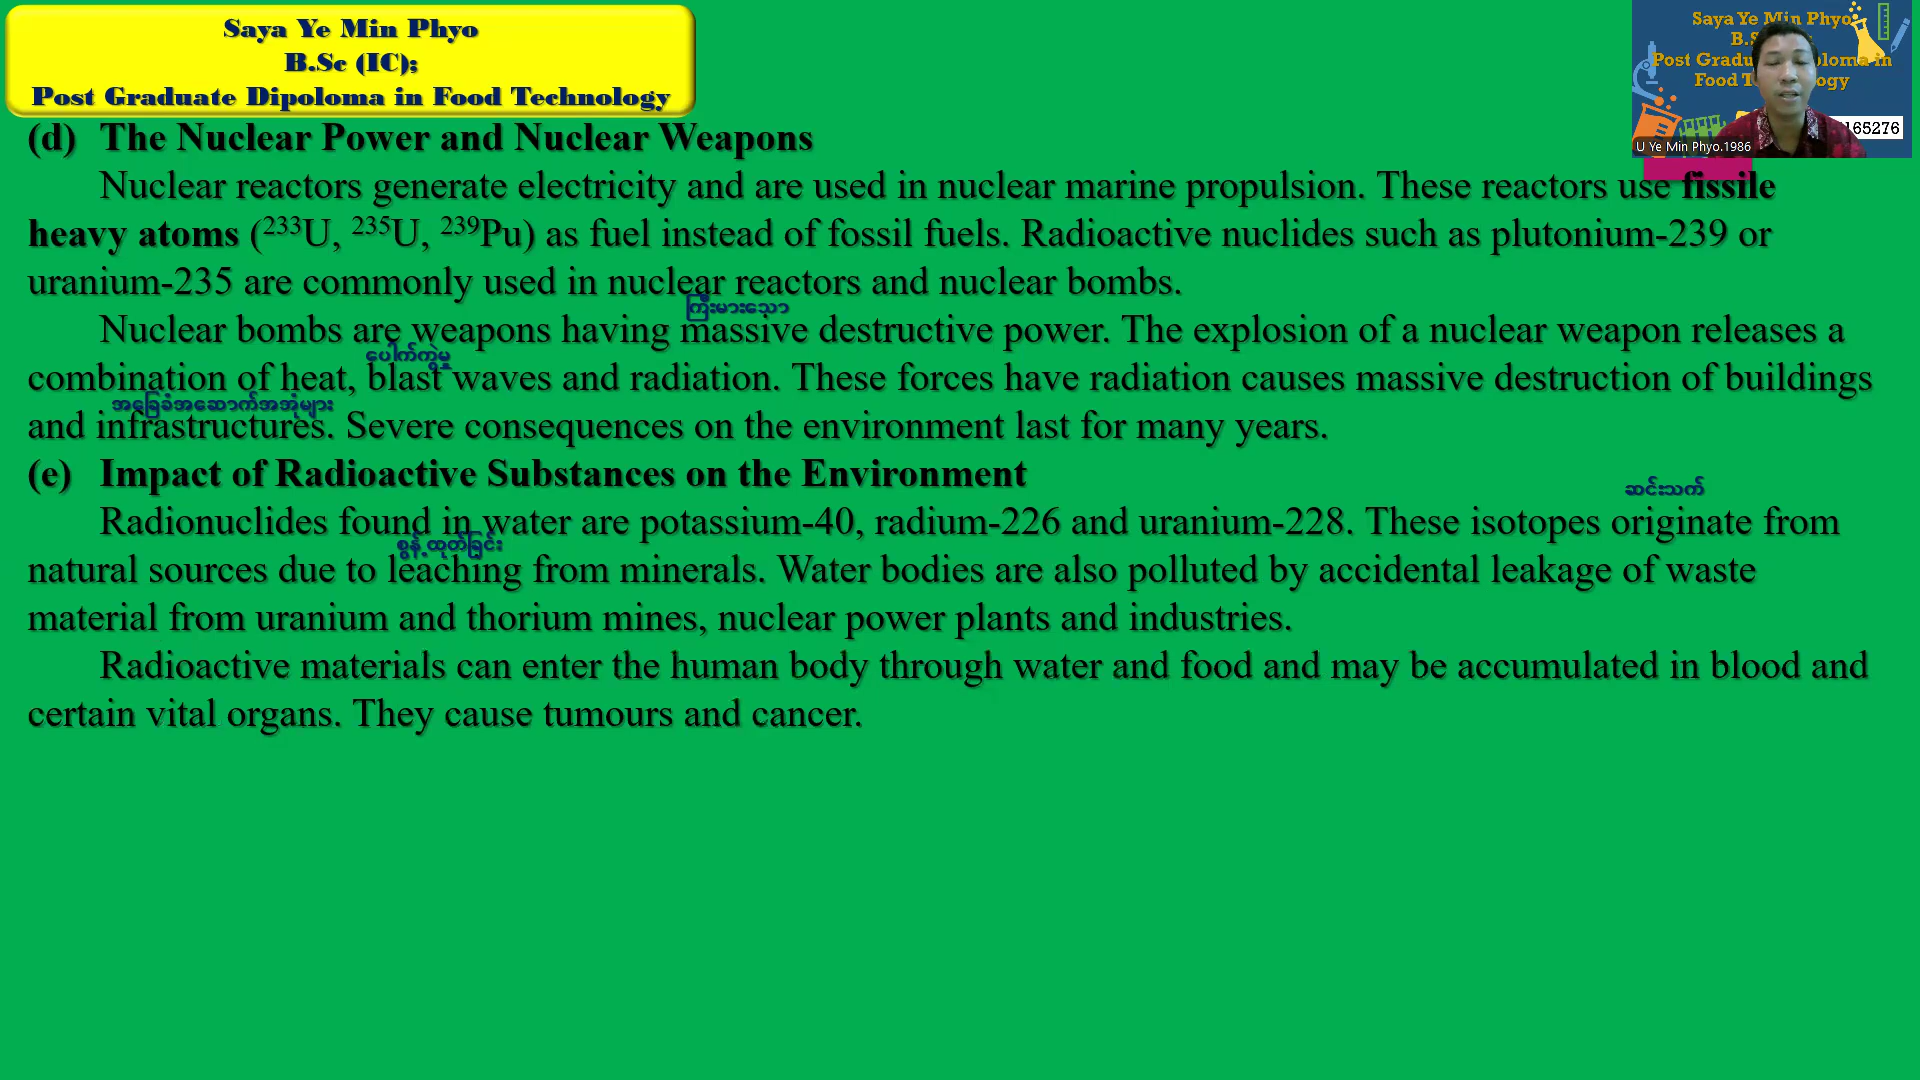 Saya Ye Min Phyo
B.Sc (IC);
Post Graduate Dipoloma in Food Technology
Saya Ye Min Phyo
Post
in
Food
165276
U Ye Min Phyo.1986
(d) The Nuclear Power and Nuclear Weapons
Nuclear reactors generate electricity and are used in nuclear marine propulsion. These reactors use fissile
heavy atoms (²³³U, ²³⁵U, ²³⁹Pu) as fuel instead of fossil fuels. Radioactive nuclides such as plutonium-239 or
uranium-235 are commonly used in nuclear reactors and nuclear bombs.
ကြီးမားသော
Nuclear bombs are weapons having massive destructive power. The explosion of a nuclear weapon releases a
ပေါက်ကွဲမှု
combination of heat, blast waves and radiation. These forces have radiation causes massive destruction of buildings
အခြေခံအဆောက်အအုံများ
and infrastructures. Severe consequences on the environment last for many years.
(e) Impact of Radioactive Substances on the Environment
ဆင်းသက်
Radionuclides found in water are potassium-40, radium-226 and uranium-228. These isotopes originate from
စွန့်ထုတ်ခြင်း
natural sources due to leaching from minerals. Water bodies are also polluted by accidental leakage of waste
material from uranium and thorium mines, nuclear power plants and industries.
Radioactive materials can enter the human body through water and food and may be accumulated in blood and
certain vital organs. They cause tumours and cancer.